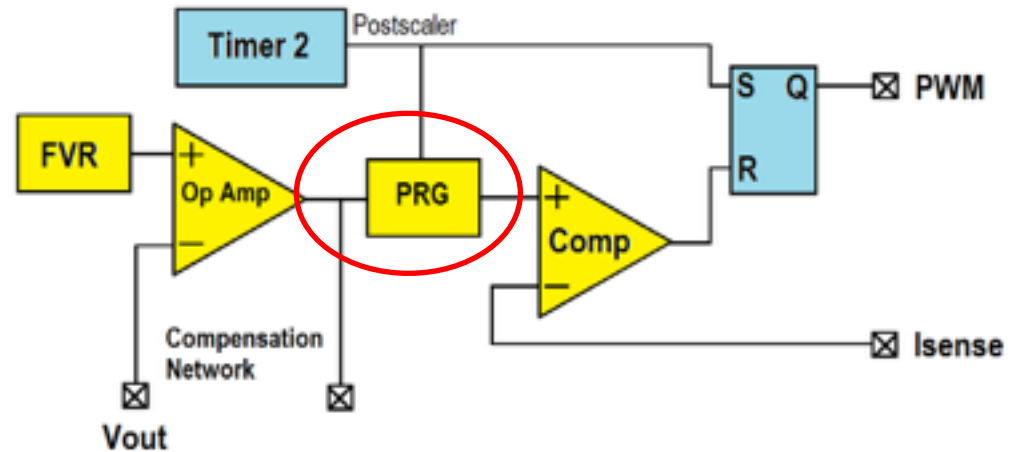 Timer 2
Postscaler
S Q
PWM
FVR
+
Op Amp
−
PRG
+
Comp
−
R
Compensation
Network
Isense
Vout